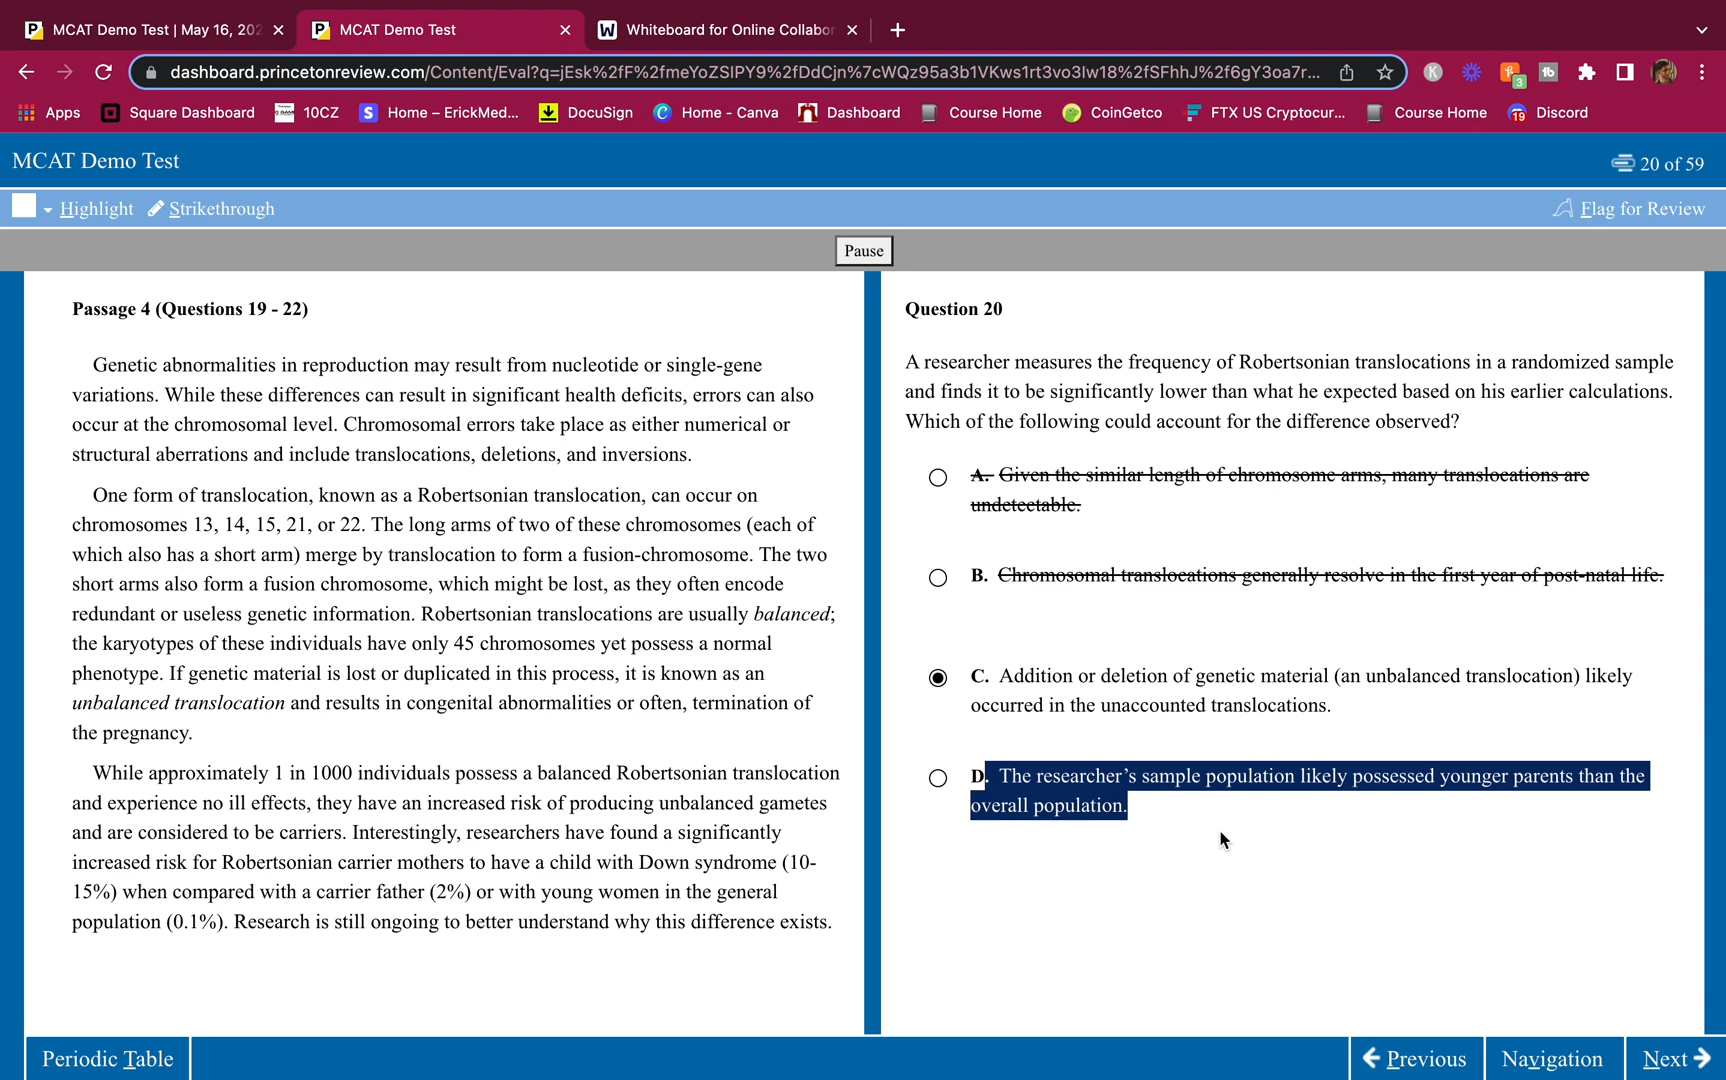 MCAT Demo Test | May 16, 202
MCAT Demo Test
Whiteboard for Online Collabor
dashboard.princetonreview.com/Content/Eval?q=jEsk%2fF%2fmeYoZSIPY9%2fDdCjn%7cWQz95a3b1VKws1rt3vo3lw18%2fSFhhJ%2f6gY3oa7r...
Apps
Square Dashboard
10CZ
Home – ErickMed...
DocuSign
Home - Canva
Dashboard
Course Home
CoinGetco
FTX US Cryptocur...
Course Home
19
Discord
MCAT Demo Test
20 of 59
Highlight
Strikethrough
Flag for Review
Pause
Passage 4 (Questions 19 - 22)
Genetic abnormalities in reproduction may result from nucleotide or single-gene
variations. While these differences can result in significant health deficits, errors can also
occur at the chromosomal level. Chromosomal errors take place as either numerical or
structural aberrations and include translocations, deletions, and inversions.
One form of translocation, known as a Robertsonian translocation, can occur on
chromosomes 13, 14, 15, 21, or 22. The long arms of two of these chromosomes (each of
which also has a short arm) merge by translocation to form a fusion-chromosome. The two
short arms also form a fusion chromosome, which might be lost, as they often encode
redundant or useless genetic information. Robertsonian translocations are usually balanced;
the karyotypes of these individuals have only 45 chromosomes yet possess a normal
phenotype. If genetic material is lost or duplicated in this process, it is known as an
unbalanced translocation and results in congenital abnormalities or often, termination of
the pregnancy.
While approximately 1 in 1000 individuals possess a balanced Robertsonian translocation
and experience no ill effects, they have an increased risk of producing unbalanced gametes
and are considered to be carriers. Interestingly, researchers have found a significantly
increased risk for Robertsonian carrier mothers to have a child with Down syndrome (10-
15%) when compared with a carrier father (2%) or with young women in the general
population (0.1%). Research is still ongoing to better understand why this difference exists.
Question 20
A researcher measures the frequency of Robertsonian translocations in a randomized sample
and finds it to be significantly lower than what he expected based on his earlier calculations.
Which of the following could account for the difference observed?
A. Given the similar length of chromosome arms, many translocations are
undetectable.
B. Chromosomal translocations generally resolve in the first year of post-natal life.
C. Addition or deletion of genetic material (an unbalanced translocation) likely
occurred in the unaccounted translocations.
D. The researcher’s sample population likely possessed younger parents than the
overall population.
Periodic Table
Previous
Navigation
Next